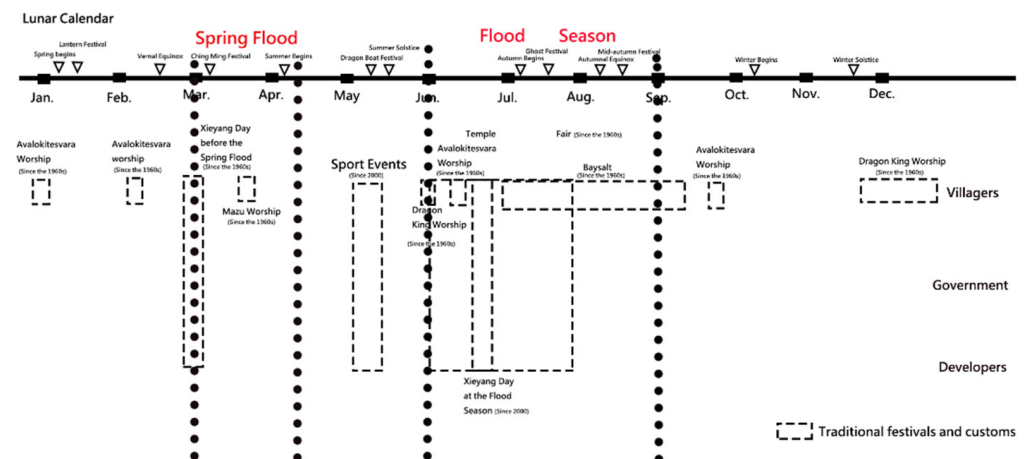 Lunar Calendar
Spring Flood
Flood Season
Lantern Festival
Spring begins
Vernal Equinox
Ching Ming Festival
Summer Begins
Summer Solstice
Dragon Boat Festival
Ghost Festival
Autumn Begins
Mid-autumn Festival
Autumnal Equinox
Winter Begins
Winter Solstice
Jan.
Feb.
Mar.
Apr.
May
Jun.
Jul.
Aug.
Sep.
Oct.
Nov.
Dec.
Avalokitesvara
Worship
(Since the 1960s)
Avalokitesvara
worship
(Since the 1960s)
Xieyang Day
before the
Spring Flood
(Since the 1960s)
Mazu Worship
(Since the 1960s)
Sport Events
(Since 2000)
Temple
Fair (Since the 1960s)
Avalokitesvara
Worship
(Since the 1960s)
Dragon
King Worship
(Since the 1960s)
Baysalt
(Since the 1960s)
Avalokitesvara
Worship
(Since the 1960s)
Dragon King Worship
(Since the 1960s)
Villagers
Government
Developers
Xieyang Day
at the Flood
Season (Since 2000)
Traditional festivals and customs